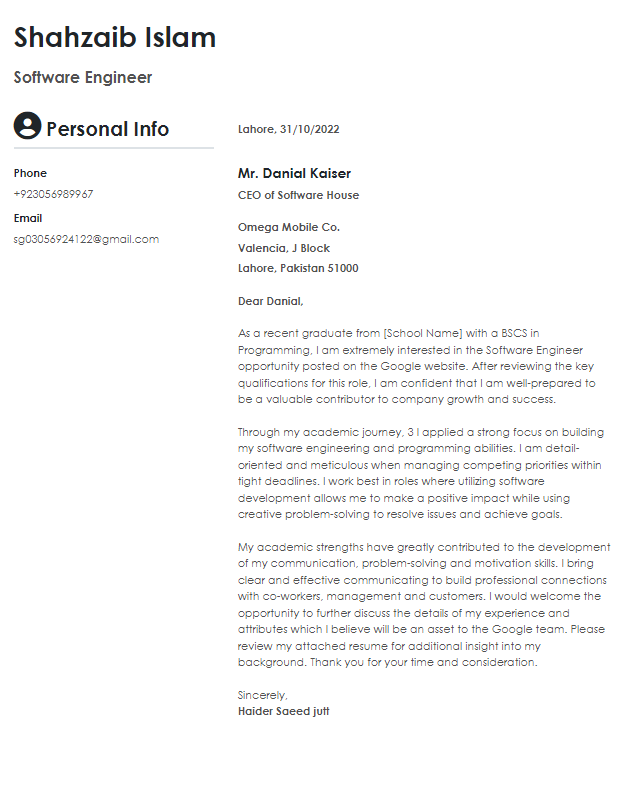 Shahzaib Islam
Software Engineer
Personal Info
Phone
+923056989967
Email
sg03056924122@gmail.com
Lahore, 31/10/2022
Mr. Danial Kaiser
CEO of Software House
Omega Mobile Co.
Valencia, J Block
Lahore, Pakistan 51000
Dear Danial,
As a recent graduate from [School Name] with a BSCS in
Programming, I am extremely interested in the Software Engineer
opportunity posted on the Google website. After reviewing the key
qualifications for this role, I am confident that I am well-prepared to
be a valuable contributor to company growth and success.
Through my academic journey, 3 I applied a strong focus on building
my software engineering and programming abilities. I am detail-
oriented and meticulous when managing competing priorities within
tight deadlines. I work best in roles where utilizing software
development allows me to make a positive impact while using
creative problem-solving to resolve issues and achieve goals.
My academic strengths have greatly contributed to the development
of my communication, problem-solving and motivation skills. I bring
clear and effective communicating to build professional connections
with co-workers, management and customers. I would welcome the
opportunity to further discuss the details of my experience and
attributes which I believe will be an asset to the Google team. Please
review my attached resume for additional insight into my
background. Thank you for your time and consideration.
Sincerely,
Haider Saeed jutt